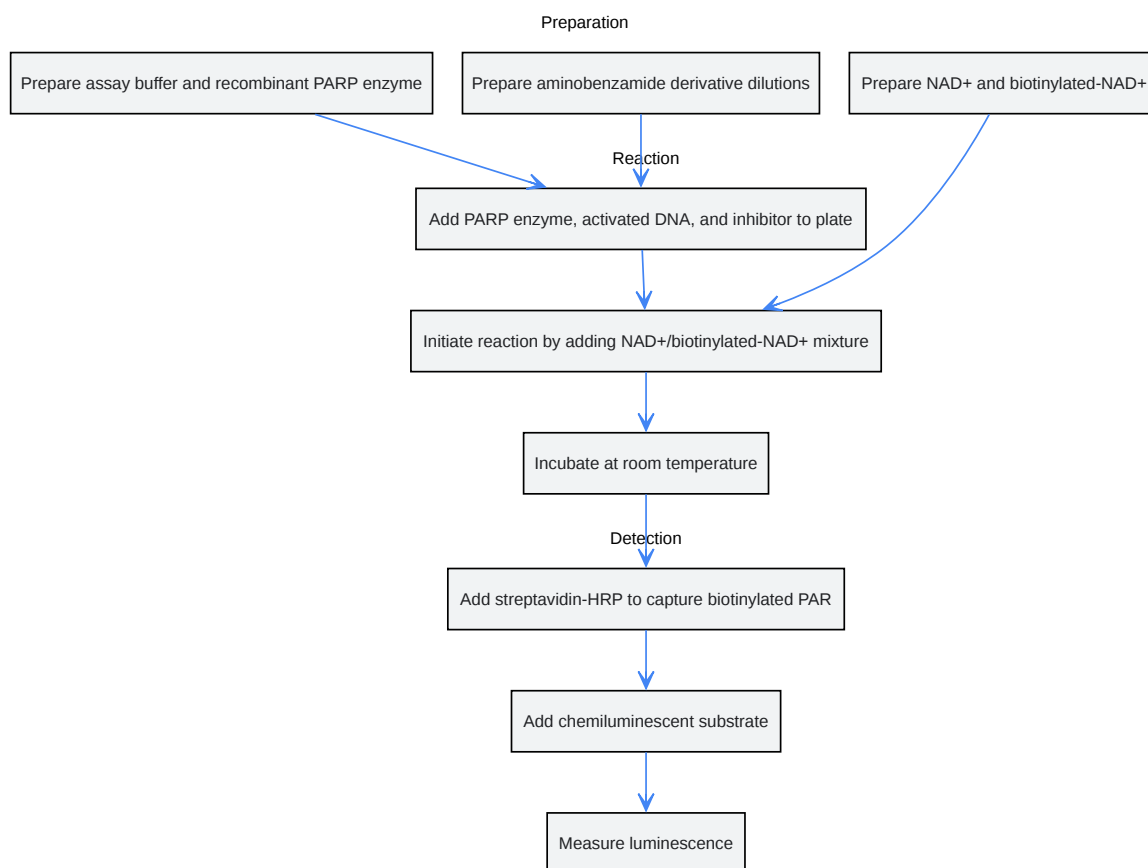 Preparation
Prepare assay buffer and recombinant PARP enzyme
Prepare aminobenzamide derivative dilutions
Prepare NAD+ and biotinylated-NAD+
Reaction
Add PARP enzyme, activated DNA, and inhibitor to plate
Initiate reaction by adding NAD+/biotinylated-NAD+ mixture
Incubate at room temperature
Detection
Add streptavidin-HRP to capture biotinylated PAR
Add chemiluminescent substrate
Measure luminescence